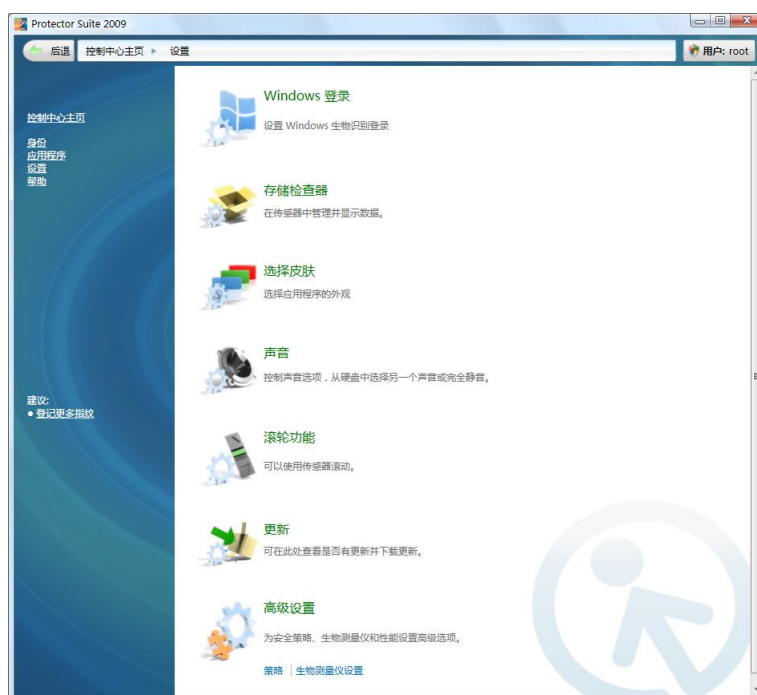 Protector Suite 2009
后退 控制中心主页 设置 用户: root
控制中心主页
身份
应用程序
设置
帮助
建议:
• 登记更多指纹
Windows 登录
设置 Windows 生物识别登录
存储检查器
在传感器中管理并显示数据。
选择皮肤
选择应用程序的外观
声音
控制声音选项，从硬盘中选择另一个声音或完全静音。
滚轮功能
可以使用传感器滚动。
更新
可在此处查看是否有更新并下载更新。
高级设置
为安全策略、生物测量仪和性能设置高级选项。
策略 | 生物测量仪设置